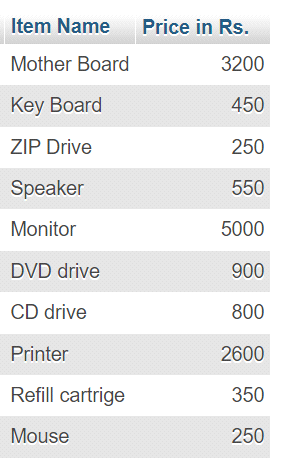 Item Name Price in Rs.
Mother Board 3200
Key Board 450
ZIP Drive 250
Speaker 550
Monitor 5000
DVD drive 900
CD drive 800
Printer 2600
Refill cartrige 350
Mouse 250